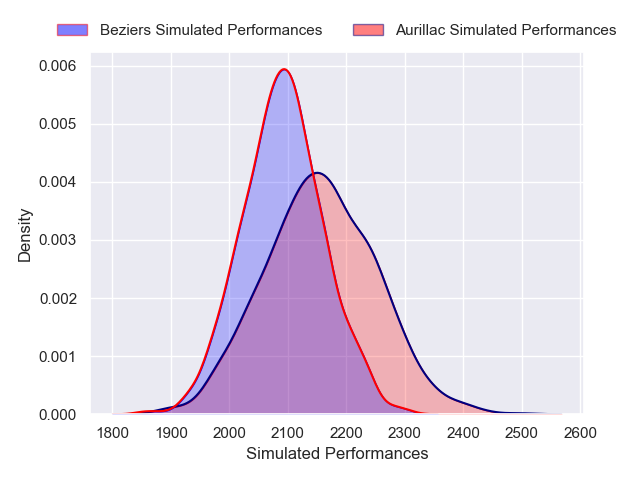 Beziers Simulated Performances Aurillac Simulated Performances
0.006
0.005
0.004
0.003
0.002
0.001
0.000
Density
1800 1900 2000 2100 2200 2300 2400 2500 2600
Simulated Performances